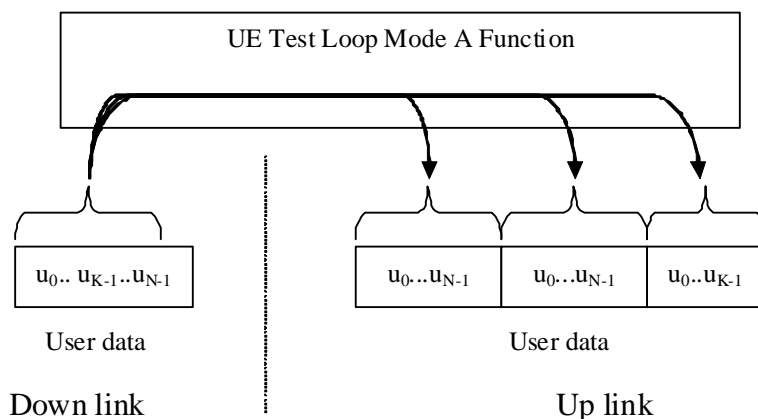 UE Test Loop Mode A Function
u0.. uK-1..uN-1
u0...uN-1
u0...uN-1
u0..uK-1
User data
User data
Down link
Up link